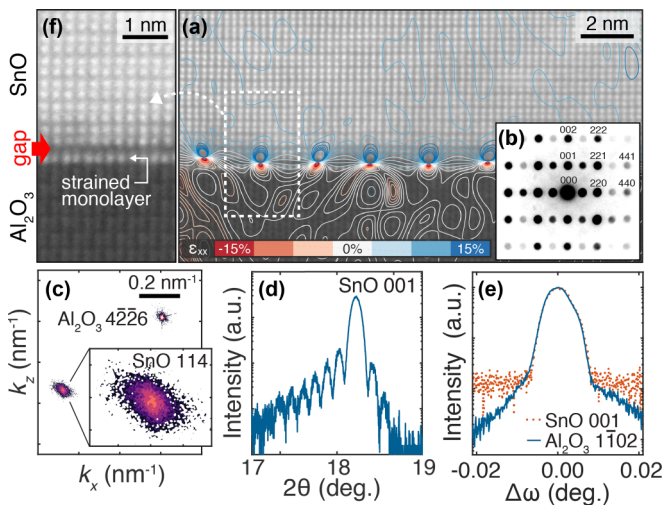 (f)
1 nm
SnO
gap
Al₂O₃
strained
monolayer
(a)
2 nm
εxx
-15%
0%
15%
(b)
002
222
001
221
441
000
220
440
(c)
0.2 nm⁻¹
Al₂O₃ 42̄2̄6
SnO 114
kz (nm⁻¹)
kx (nm⁻¹)
(d)
SnO 001
Intensity (a.u.)
17
18
19
2θ (deg.)
(e)
Intensity (a.u.)
SnO 001
Al₂O₃ 11̄02
-0.02
0.00
0.02
Δω (deg.)